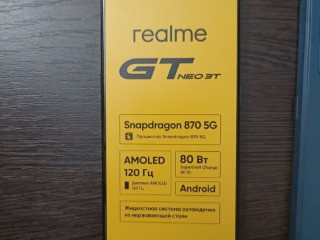 realme
GT NEO 3T
Snapdragon 870 5G
Процессор Snapdragon 870 5G
AMOLED
120 Гц
Дисплей AMOLED
120 Гц
80 Вт
SuperDart Charge
80 Вт
Android
Жидкостная система охлаждения
из нержавеющей стали